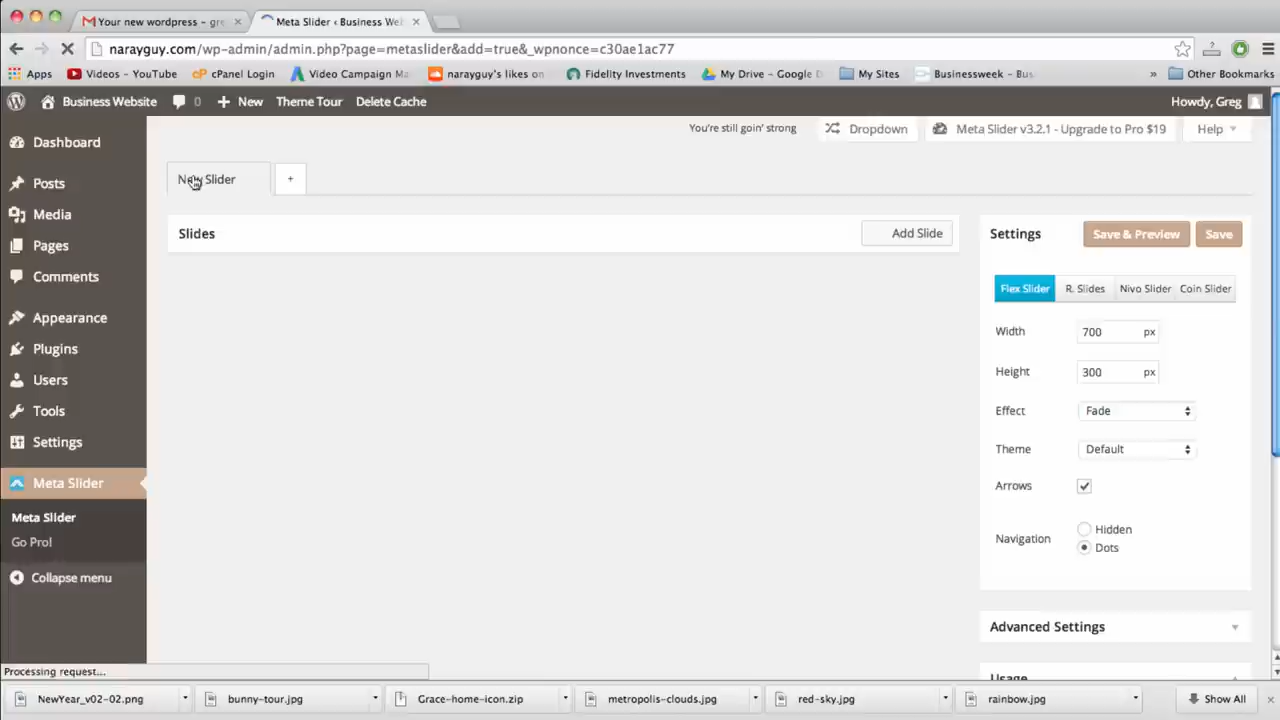 Your new wordpress – gre
Meta Slider ‹ Business Web
narayguy.com/wp-admin/admin.php?page=metaslider&add=true&_wpnonce=c30ae1ac77
Apps Videos - YouTube cPanel Login Video Campaign Ma narayguy's likes on Fidelity Investments My Drive – Google D My Sites Businessweek – Bus » Other Bookmarks
Business Website 0 New Theme Tour Delete Cache Howdy, Greg
Dashboard
Posts
Media
Pages
Comments
Appearance
Plugins
Users
Tools
Settings
Meta Slider
Meta Slider
Go Pro!
Collapse menu
You're still goin' strong Dropdown Meta Slider v3.2.1 - Upgrade to Pro $19 Help
New Slider +
Slides Add Slide
Settings Save & Preview Save
Flex Slider R. Slides Nivo Slider Coin Slider
Width 700 px
Height 300 px
Effect Fade
Theme Default
Arrows
Navigation Hidden
Dots
Advanced Settings
Usage
Processing request...
NewYear_v02-02.png bunny-tour.jpg Grace-home-icon.zip metropolis-clouds.jpg red-sky.jpg rainbow.jpg Show All